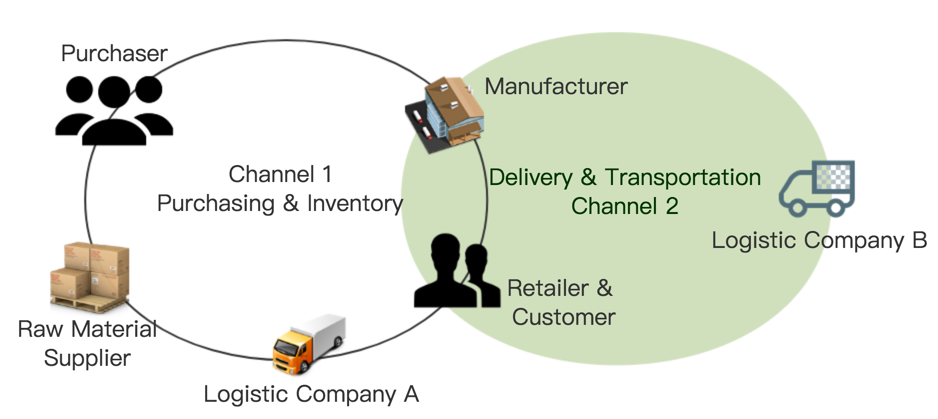 Purchaser
Manufacturer
Channel 1
Purchasing & Inventory
Delivery & Transportation
Channel 2
Logistic Company B
Retailer &
Customer
Raw Material
Supplier
Logistic Company A